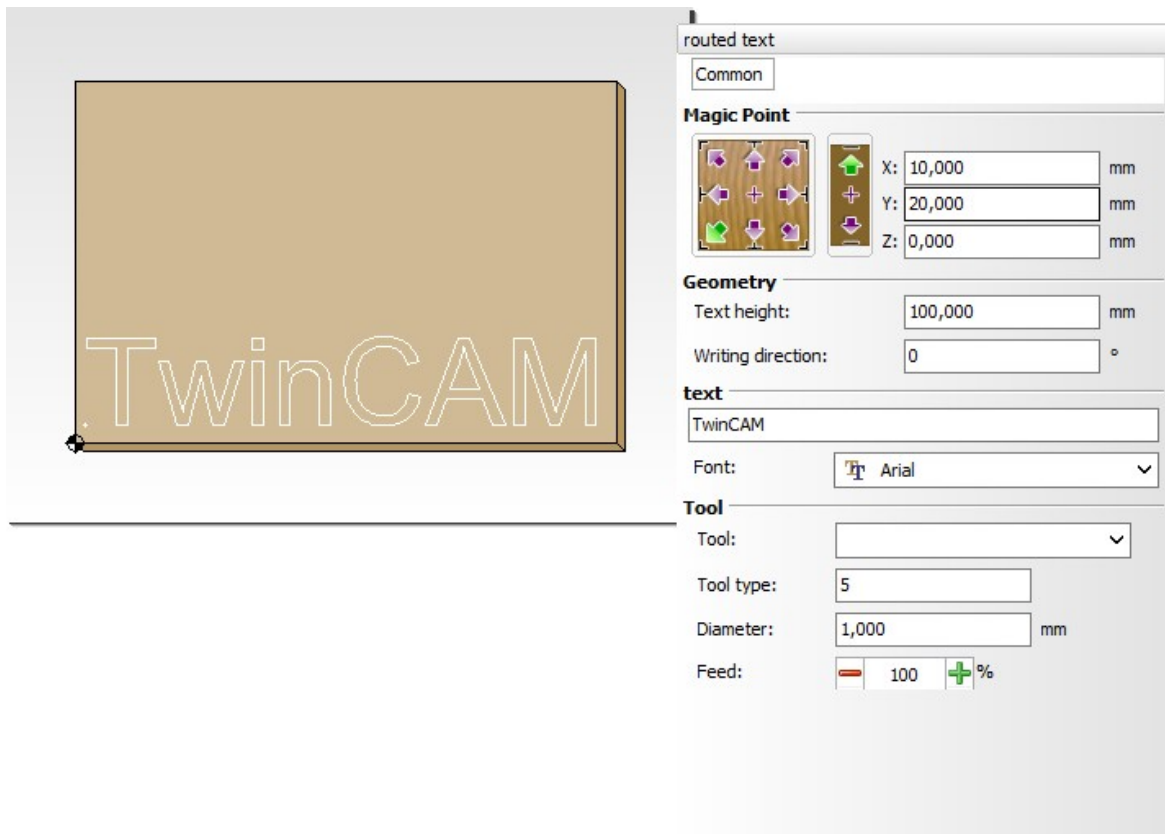 TwinCAM
routed text
Common
Magic Point
X: 10,000 mm
Y: 20,000 mm
Z: 0,000 mm
Geometry
Text height: 100,000 mm
Writing direction: 0 °
text
TwinCAM
Font: Arial
Tool
Tool:
Tool type: 5
Diameter: 1,000 mm
Feed: 100 %